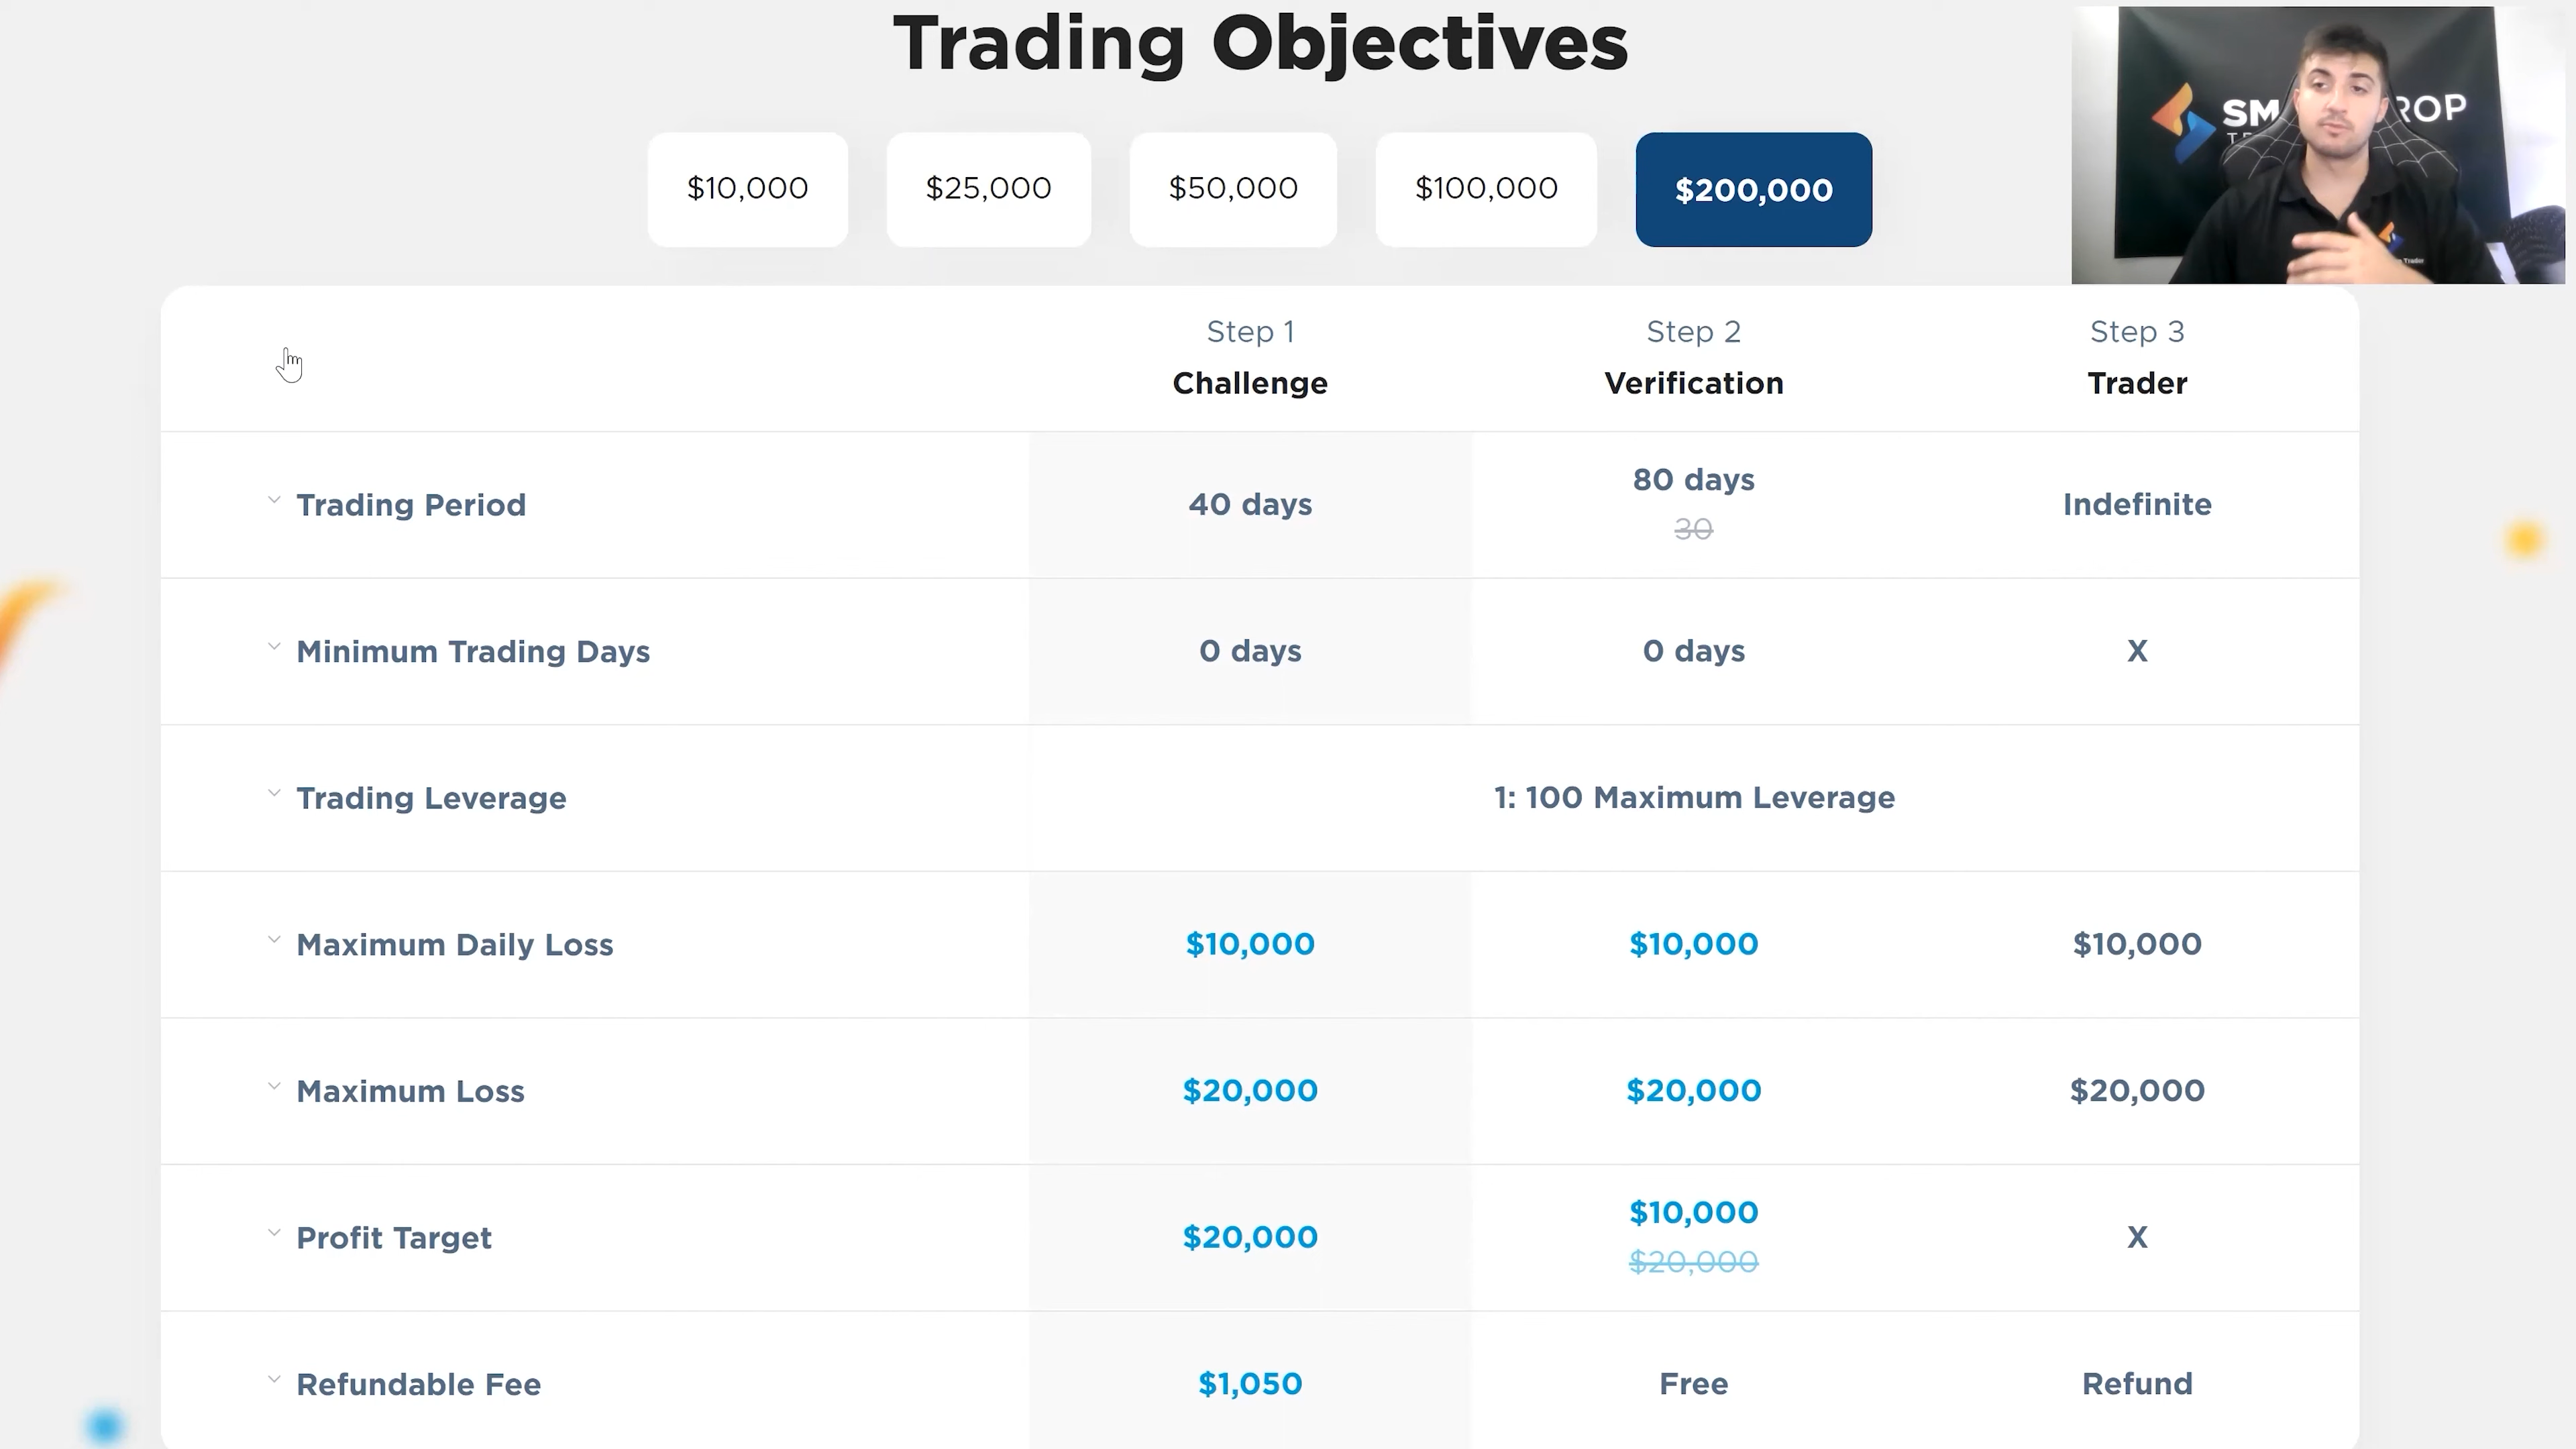 Trading Objectives
SM ROP
$10,000 $25,000 $50,000 $100,000 $200,000
Step 1 Step 2 Step 3
Challenge Verification Trader
Trading Period 40 days 80 days Indefinite
30
Minimum Trading Days 0 days 0 days X
Trading Leverage 1: 100 Maximum Leverage
Maximum Daily Loss $10,000 $10,000 $10,000
Maximum Loss $20,000 $20,000 $20,000
Profit Target $20,000 $10,000 X
$20,000
Refundable Fee $1,050 Free Refund